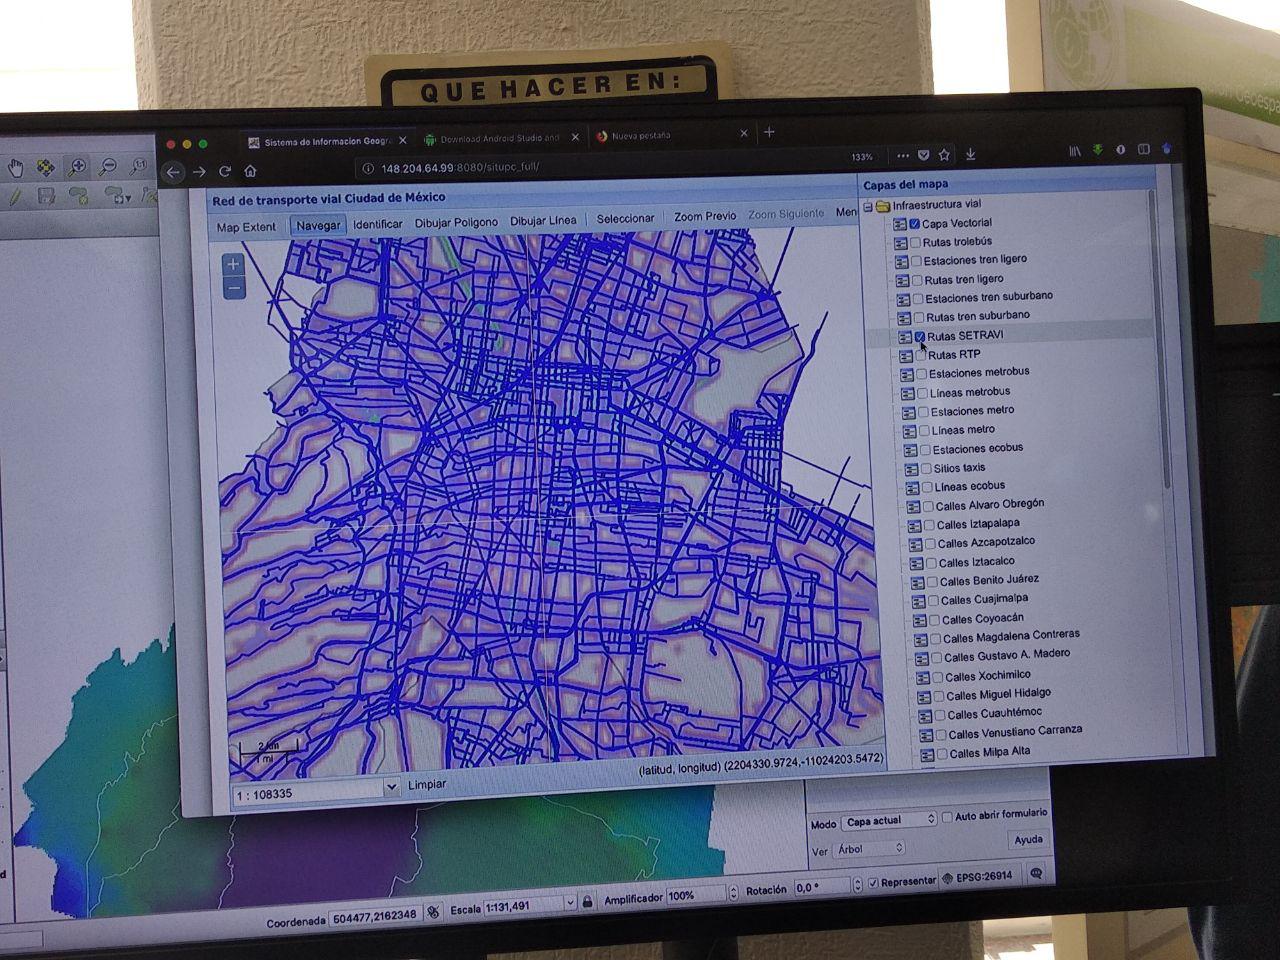 QUE HACER EN:
Sistema de Informacion Geogr
Download Android Studio and
Nueva pestaña
148.204.64.99:8080/situpc_full/
133%
Red de transporte vial Ciudad de México
Map Extent
Navegar
Identificar
Dibujar Poligono
Dibujar Línea
Seleccionar
Zoom Previo
Zoom Siguiente
Men
Capas del mapa
Infraestructura vial
Capa Vectorial
Rutas trolebús
Estaciones tren ligero
Rutas tren ligero
Estaciones tren suburbano
Rutas tren suburbano
Rutas SETRAVI
Rutas RTP
Estaciones metrobus
Líneas metrobus
Estaciones metro
Líneas metro
Estaciones ecobus
Sitios taxis
Líneas ecobus
Calles Alvaro Obregón
Calles Iztapalapa
Calles Azcapotzalco
Calles Iztacalco
Calles Benito Juárez
Calles Cuajimalpa
Calles Coyoacán
Calles Magdalena Contreras
Calles Gustavo A. Madero
Calles Xochimilco
Calles Miguel Hidalgo
Calles Cuauhtémoc
Calles Venustiano Carranza
Calles Milpa Alta
2 km
1 mi
(latitud, longitud) (2204330.9724,-11024203.5472)
1 : 108335
Limpiar
Modo
Capa actual
Auto abrir formulario
Ver
Árbol
Ayuda
Coordenada
504477,2162348
Escala
1:131,491
Amplificador
100%
Rotación
0,0 °
Representar
EPSG:26914